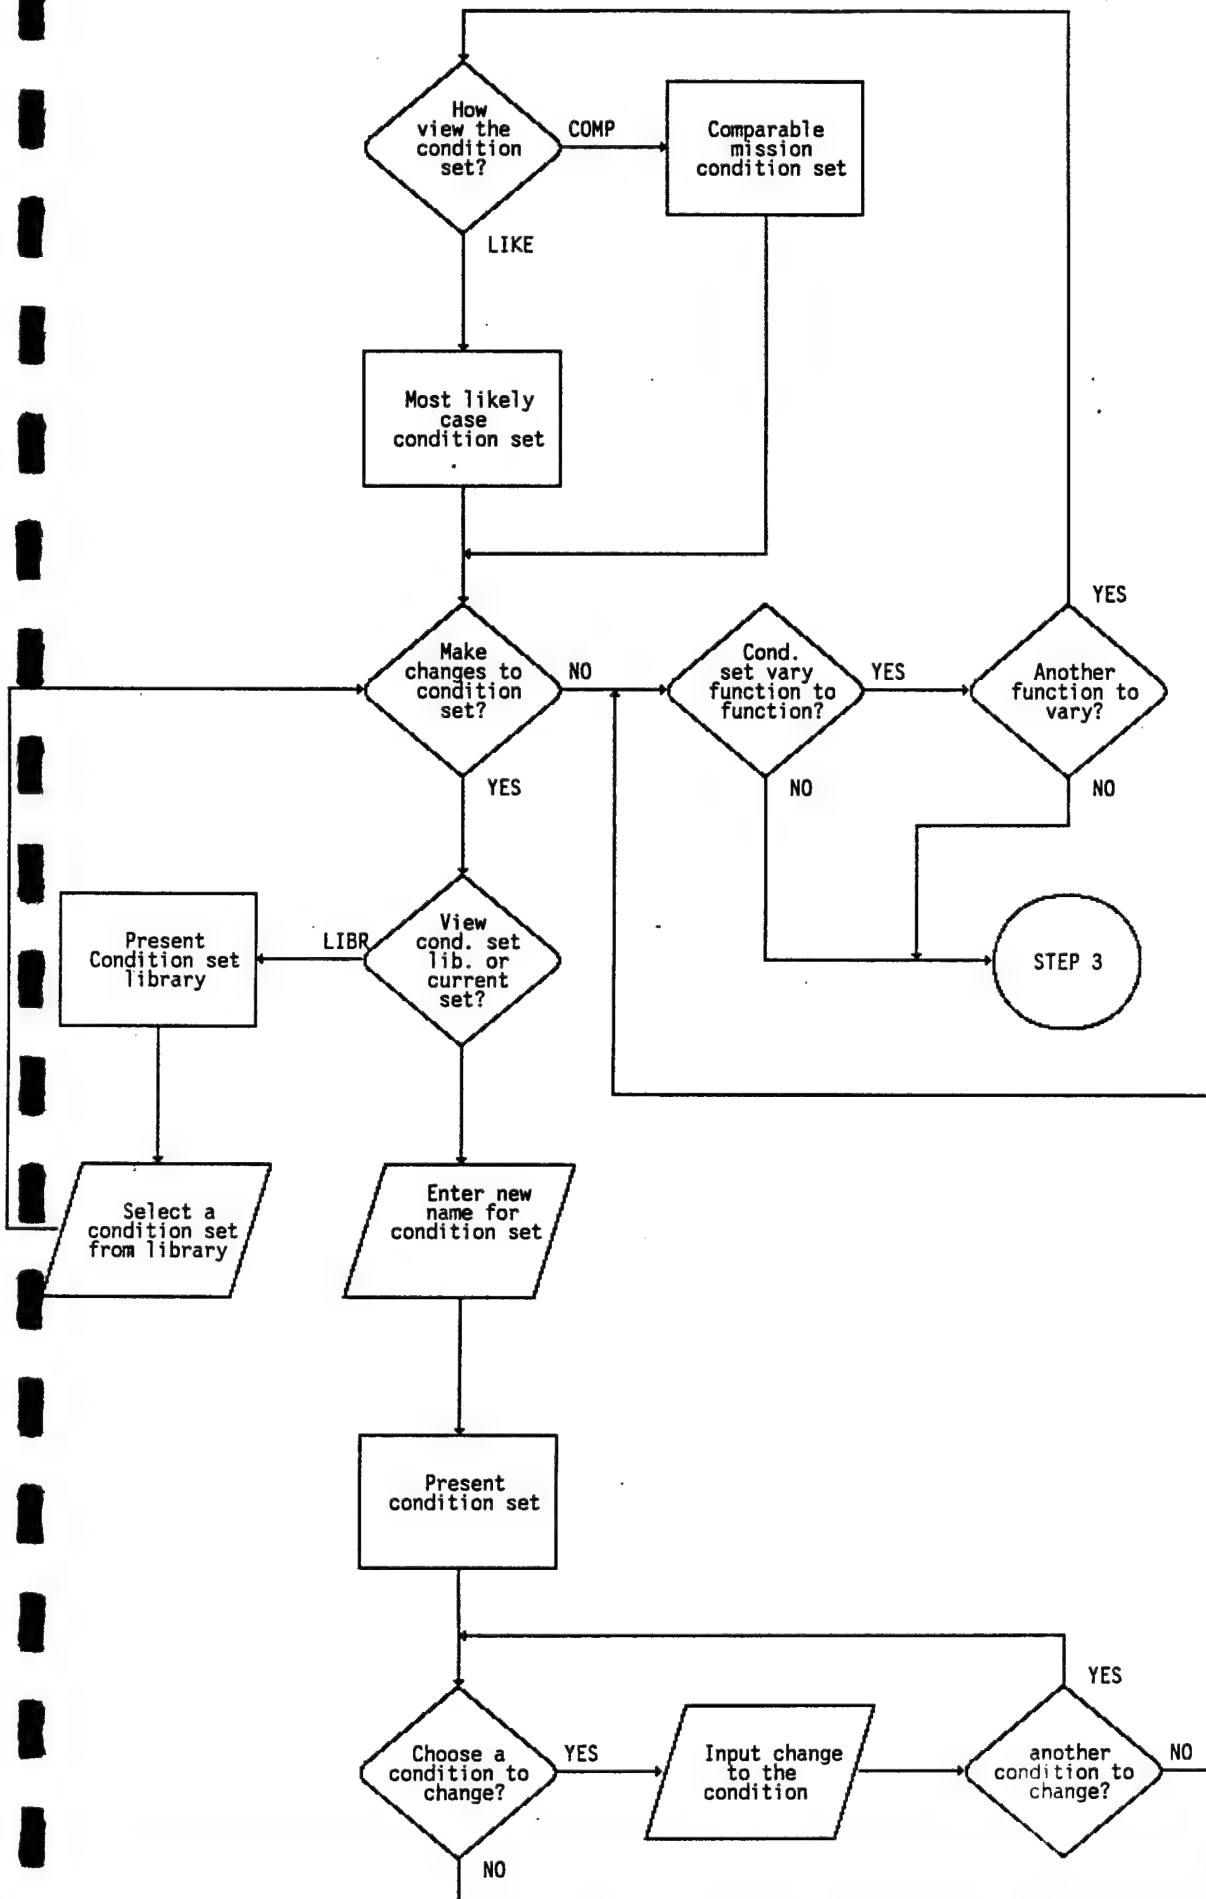 How
view the
condition
set?
COMP
Comparable
mission
condition set
LIKE
Most likely
case
condition set
YES
Make
changes to
condition
set?
NO
Cond.
set vary
function to
function?
YES
Another
function to
vary?
YES
NO
NO
Present
Condition set
library
LIBR
View
cond. set
lib. or
current
set?
STEP 3
Select a
condition set
from library
Enter new
name for
condition set
Present
condition set
YES
Choose a
condition to
change?
YES
Input change
to the
condition
another
condition to
change?
NO
NO